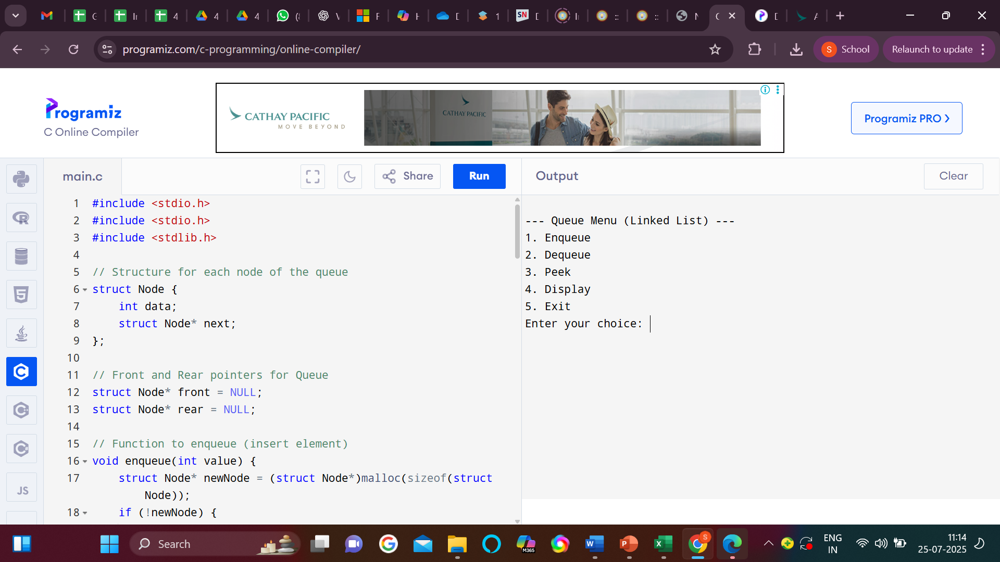 programiz.com/c-programming/online-compiler/
S School
Relaunch to update
Programiz
C Online Compiler
CATHAY PACIFIC
MOVE BEYOND
CATHAY PACIFIC
Programiz PRO
main.c
Share
Run
Output
Clear
1 #include <stdio.h>
2 #include <stdio.h>
3 #include <stdlib.h>
4
5 // Structure for each node of the queue
6 struct Node {
7 int data;
8 struct Node* next;
9 };
10
11 // Front and Rear pointers for Queue
12 struct Node* front = NULL;
13 struct Node* rear = NULL;
14
15 // Function to enqueue (insert element)
16 void enqueue(int value) {
17 struct Node* newNode = (struct Node*)malloc(sizeof(struct
Node));
18 if (!newNode) {
--- Queue Menu (Linked List) ---
1. Enqueue
2. Dequeue
3. Peek
4. Display
5. Exit
Enter your choice:
JS
Search
M365
ENG
IN
11:14
25-07-2025